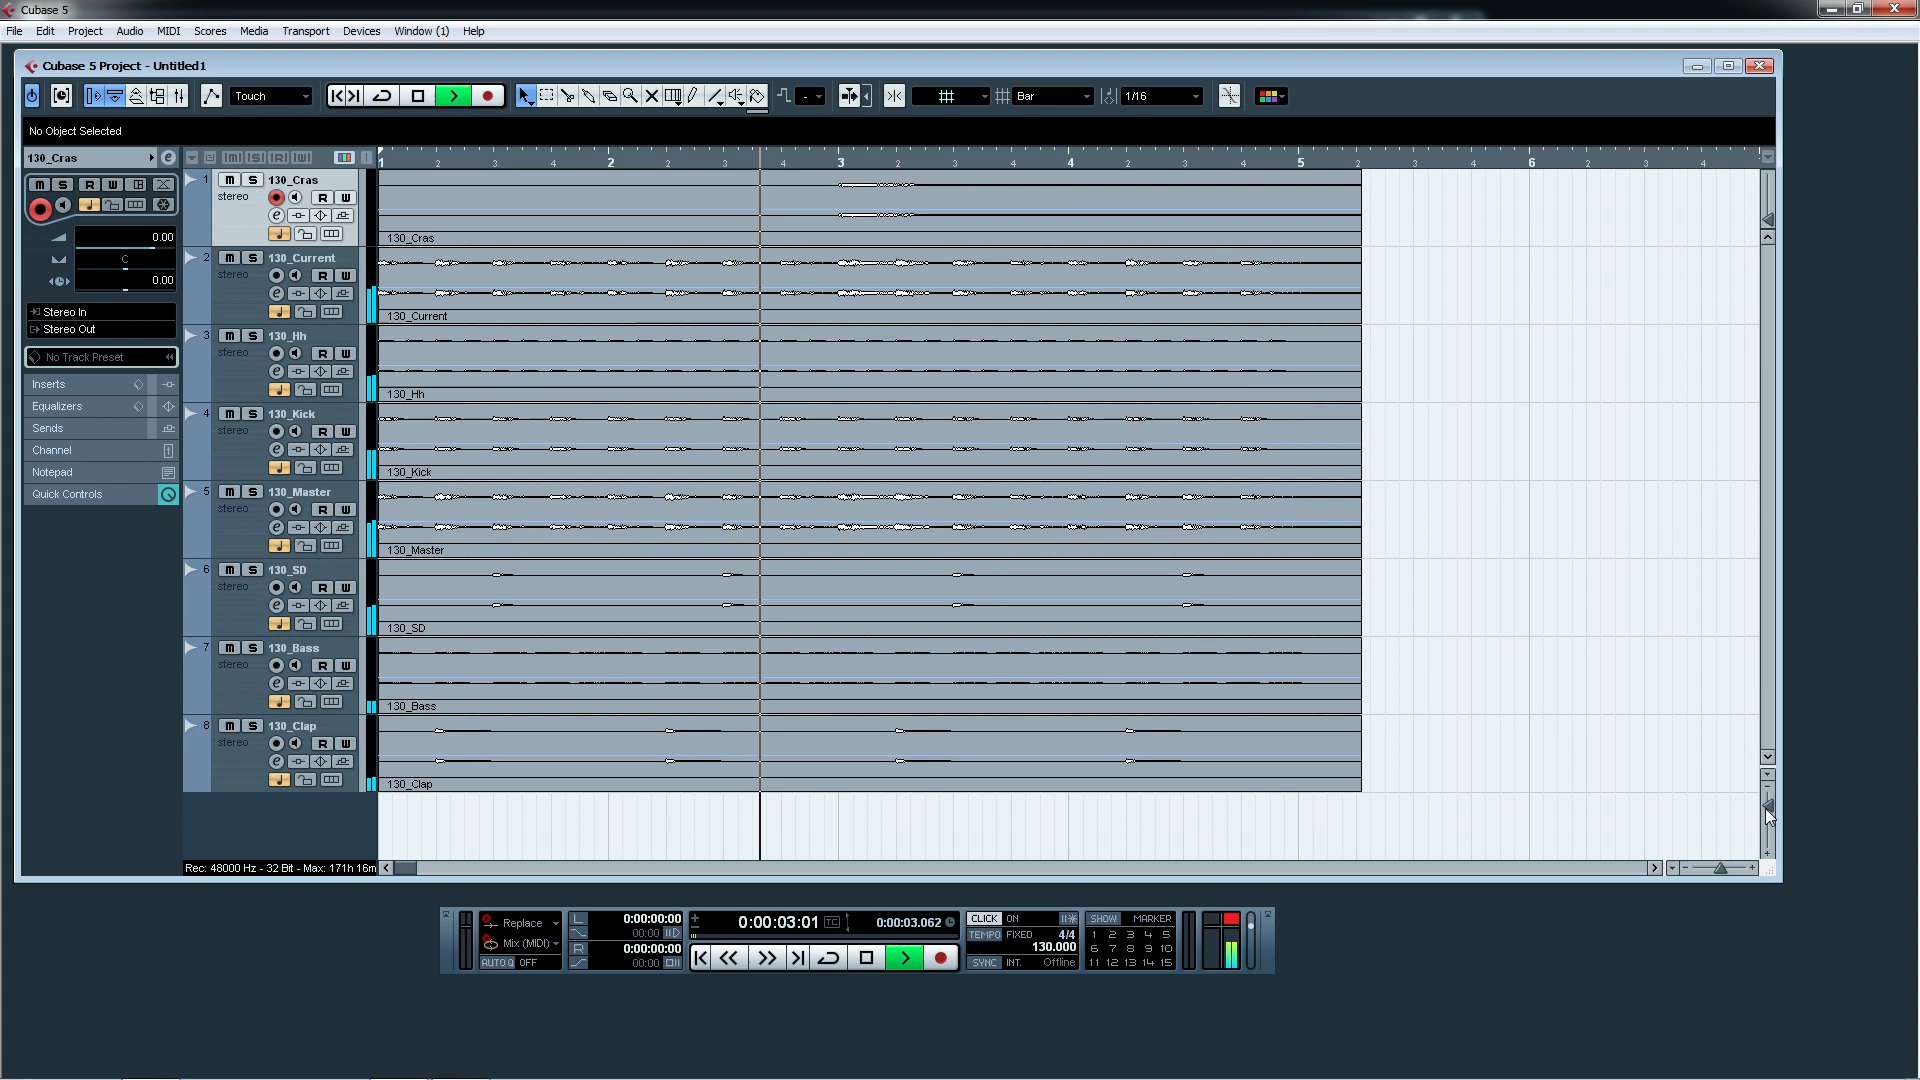 Cubase 5
File Edit Project Audio MIDI Scores Media Transport Devices Window (1) Help
Cubase 5 Project - Untitled1
Touch
Bar
1/16
No Object Selected
130_Cras
1 2 3 4 2 2 3 4 3 2 3 4 4 2 3 4 5 2 3 4 6 2 3 4
m S R W
0.00
C
0.00
Stereo In
Stereo Out
No Track Preset
Inserts
Equalizers
Sends
Channel
Notepad
Quick Controls
1 m S 130_Cras
stereo R W
130_Cras
2 m S 130_Current
stereo R W
130_Current
3 m S 130_Hh
stereo R W
130_Hh
4 m S 130_Kick
stereo R W
130_Kick
5 m S 130_Master
stereo R W
130_Master
6 m S 130_SD
stereo R W
130_SD
7 m S 130_Bass
stereo R W
130_Bass
8 m S 130_Clap
stereo R W
130_Clap
Rec: 48000 Hz - 32 Bit - Max: 171h 16m
Replace
Mix (MIDI)
AUTO Q OFF
L 0:00:00:00
00:00
R 0:00:00:00
00:00
0:00:03:01 TC 0:00:03.062
CLICK ON
TEMPO FIXED 4/4
130.000
SYNC INT. Offline
SHOW MARKER
1 2 3 4 5
6 7 8 9 10
11 12 13 14 15